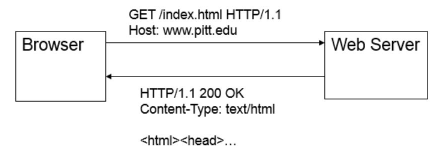 GET /index.html HTTP/1.1
Host: www.pitt.edu
Browser
Web Server
HTTP/1.1 200 OK
Content-Type: text/html
<html><head>…